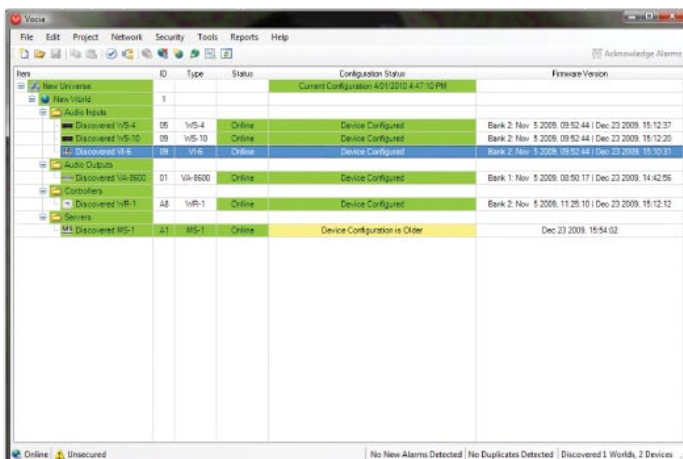 Vocia
File Edit Project Network Security Tools Reports Help
Acknowledge Alarms
Item ID Type Status Configuration Status Firmware Version
New Universe Current Configuration 4/01/2010 4:47:10 PM
New World 1
Audio Inputs
Discovered WS-4 05 WS-4 Online Device Configured Bank 2: Nov 5 2009, 09:52:44 | Dec 23 2009, 15:12:37
Discovered WS-10 09 WS-10 Online Device Configured Bank 2: Nov 5 2009, 09:52:44 | Dec 23 2009, 15:12:20
Discovered VI-6 09 VI-6 Online Device Configured Bank 2: Nov 5 2009, 09:52:44 | Dec 23 2009, 15:10:31
Audio Outputs
Discovered VA-8600 01 VA-8600 Online Device Configured Bank 1: Nov 5 2009, 08:50:17 | Dec 23 2009, 14:42:56
Controllers
Discovered WR-1 A8 WR-1 Online Device Configured Bank 2: Nov 5 2009, 11:28:10 | Dec 23 2009, 15:12:12
Servers
MS Discovered MS-1 A1 MS-1 Online Device Configuration is Older Dec 23 2009, 15:54:02
Online Unsecured No New Alarms Detected No Duplicates Detected Discovered 1 Worlds, 2 Devices